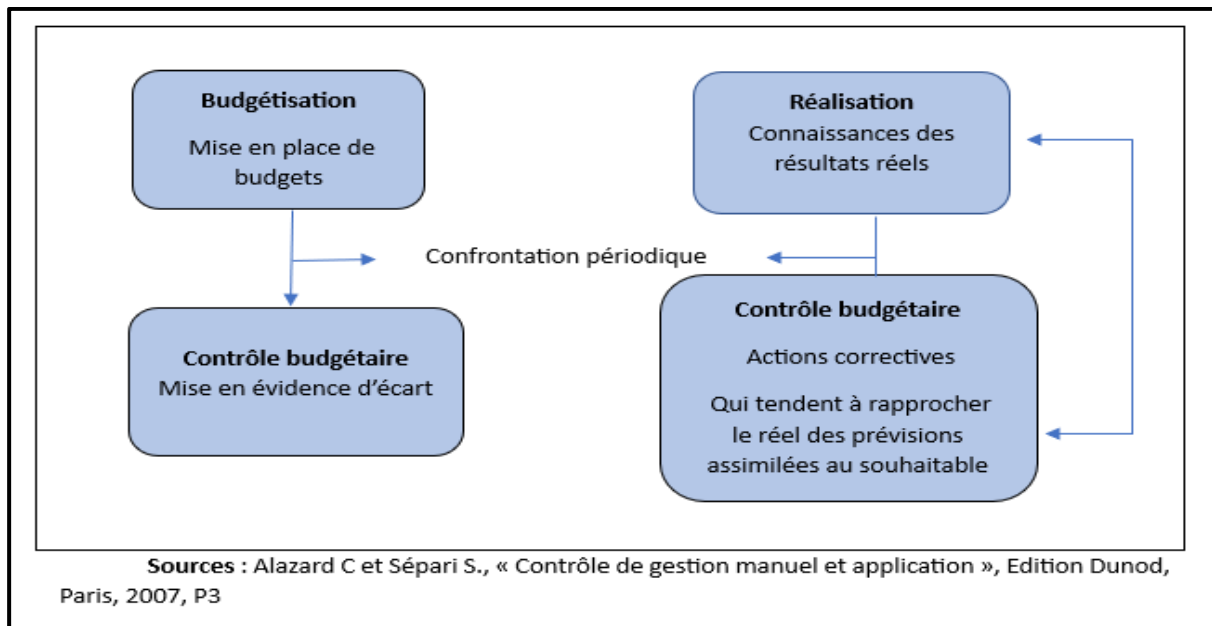 Budgétisation
Mise en place de
budgets
Réalisation
Connaissances des
résultats réels
Confrontation périodique
Contrôle budgétaire
Mise en évidence d'écart
Contrôle budgétaire
Actions correctives
Qui tendent à rapprocher
le réel des prévisions
assimilées au souhaitable
Sources : Alazard C et Sépari S., « Contrôle de gestion manuel et application », Edition Dunod,
Paris, 2007, P3